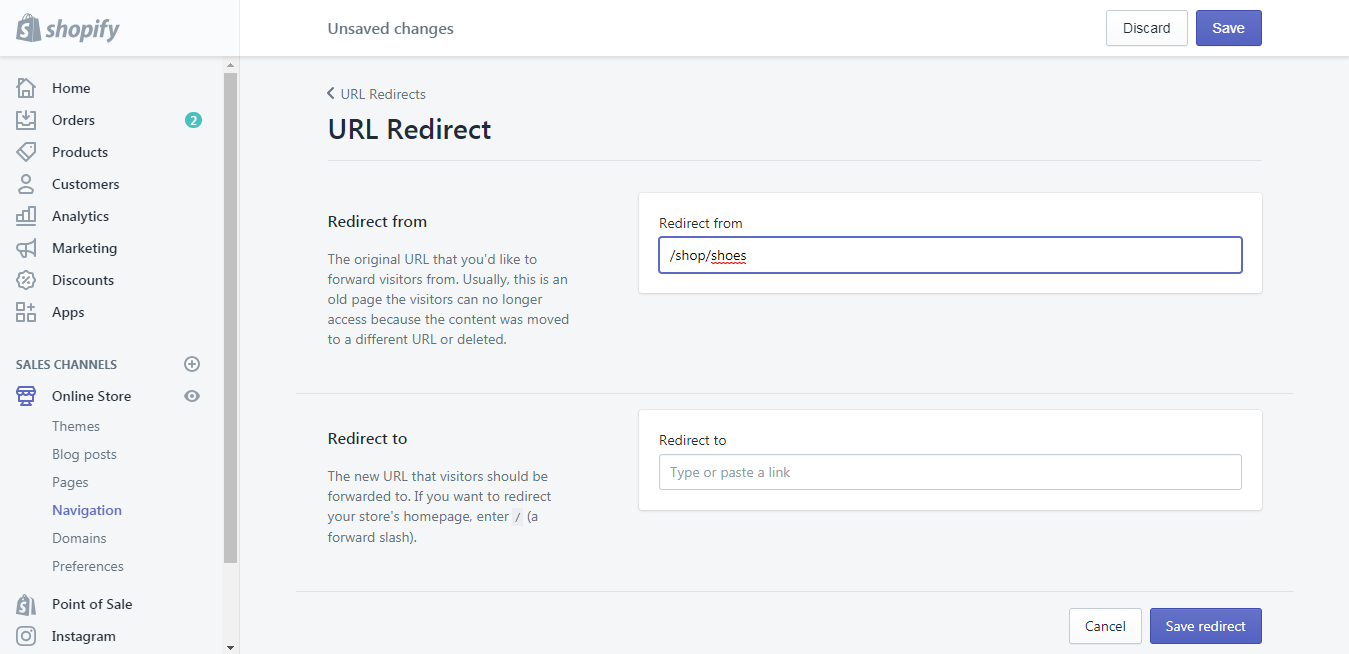 shopify
Unsaved changes
Discard
Save
Home
Orders
2
Products
Customers
Analytics
Marketing
Discounts
Apps
SALES CHANNELS
Online Store
Themes
Blog posts
Pages
Navigation
Domains
Preferences
Point of Sale
Instagram
URL Redirects
URL Redirect
Redirect from
The original URL that you'd like to
forward visitors from. Usually, this is an
old page the visitors can no longer
access because the content was moved
to a different URL or deleted.
Redirect from
/shop/shoes
Redirect to
The new URL that visitors should be
forwarded to. If you want to redirect
your store's homepage, enter / (a
forward slash).
Redirect to
Type or paste a link
Cancel
Save redirect